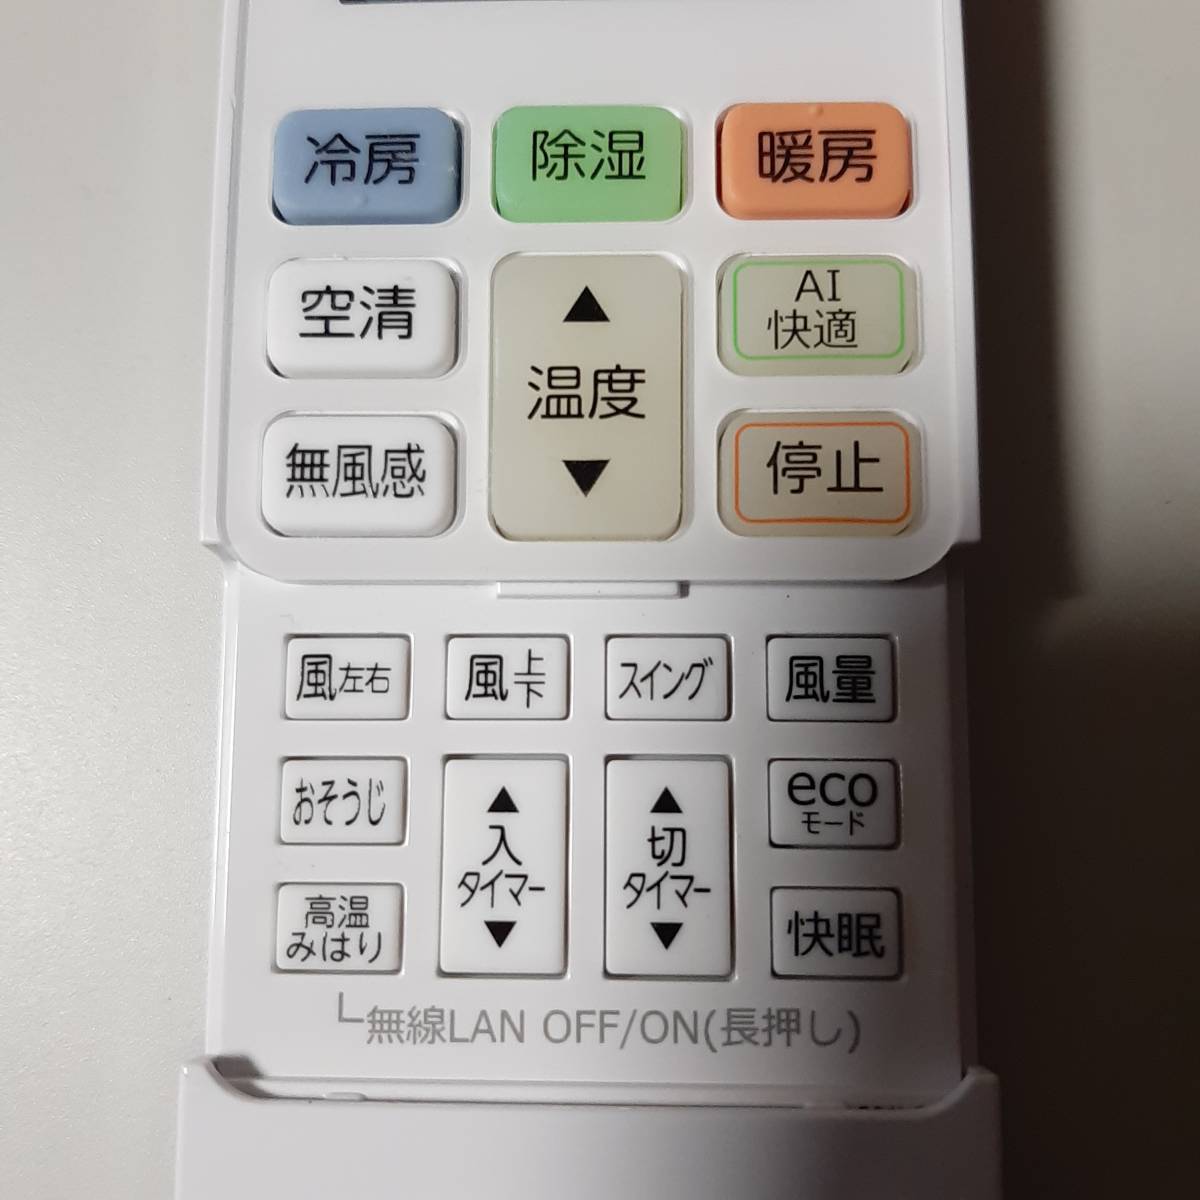 冷房
除湿
暖房
空清
▲
温度
▼
AI
快適
無風感
停止
風左右
風上下
スイング
風量
おそうじ
▲
入
タイマー
▼
▲
切
タイマー
▼
eco
モード
高温
みはり
快眠
└無線LAN OFF/ON(長押し)